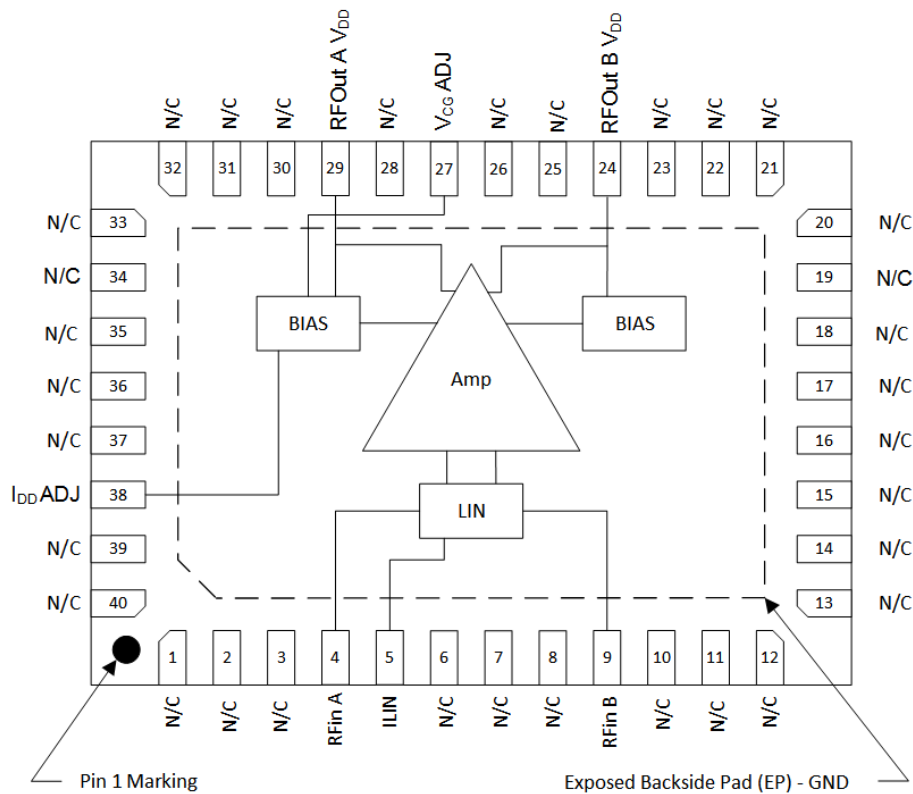 N/C
N/C
N/C
RFOut A VDD
N/C
VCG ADJ
N/C
N/C
RFOut B VDD
N/C
N/C
N/C
32
31
30
29
28
27
26
25
24
23
22
21
N/C 33
20 N/C
N/C 34
19 N/C
N/C 35
BIAS
BIAS
18 N/C
N/C 36
Amp
17 N/C
N/C 37
16 N/C
IDD ADJ 38
LIN
15 N/C
N/C 39
14 N/C
N/C 40
13 N/C
1
2
3
4
5
6
7
8
9
10
11
12
N/C
N/C
N/C
RFin A
ILIN
N/C
N/C
N/C
RFin B
N/C
N/C
N/C
Pin 1 Marking
Exposed Backside Pad (EP) - GND